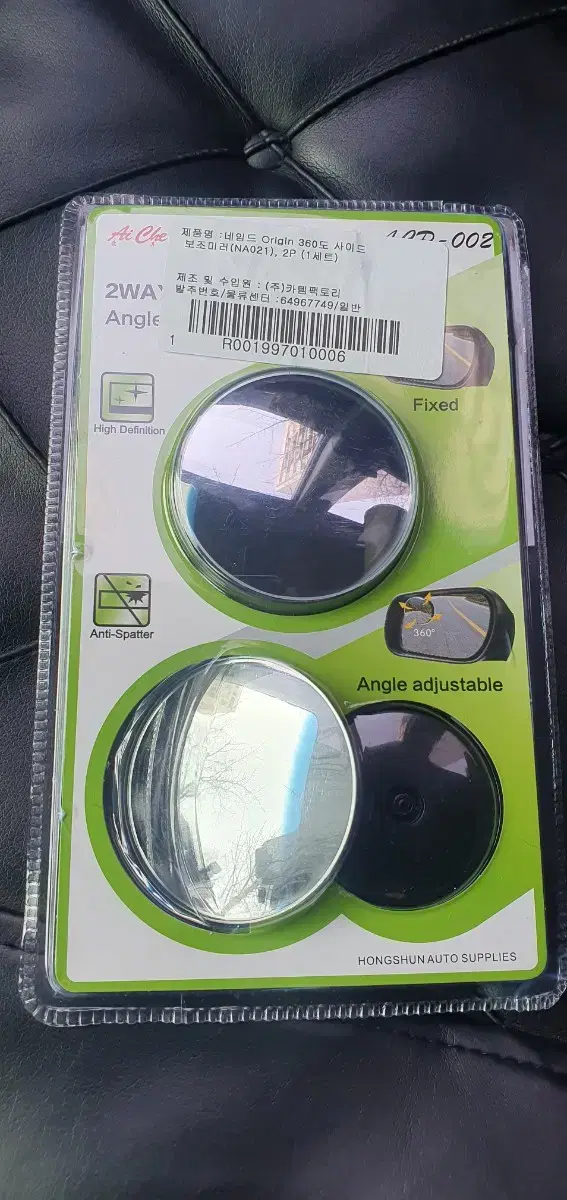 Ai Che
제품명 :네임드 Origin 360도 사이드
보조미러(NA021), 2P (1세트)
-002
제조 및 수입원 : (주)카템팩토리
발주번호/물류센터 :64967749/일반
1 R001997010006
2WAY
Angle
Fixed
High Definition
Anti-Spatter
360°
Angle adjustable
HONGSHUN AUTO SUPPLIES